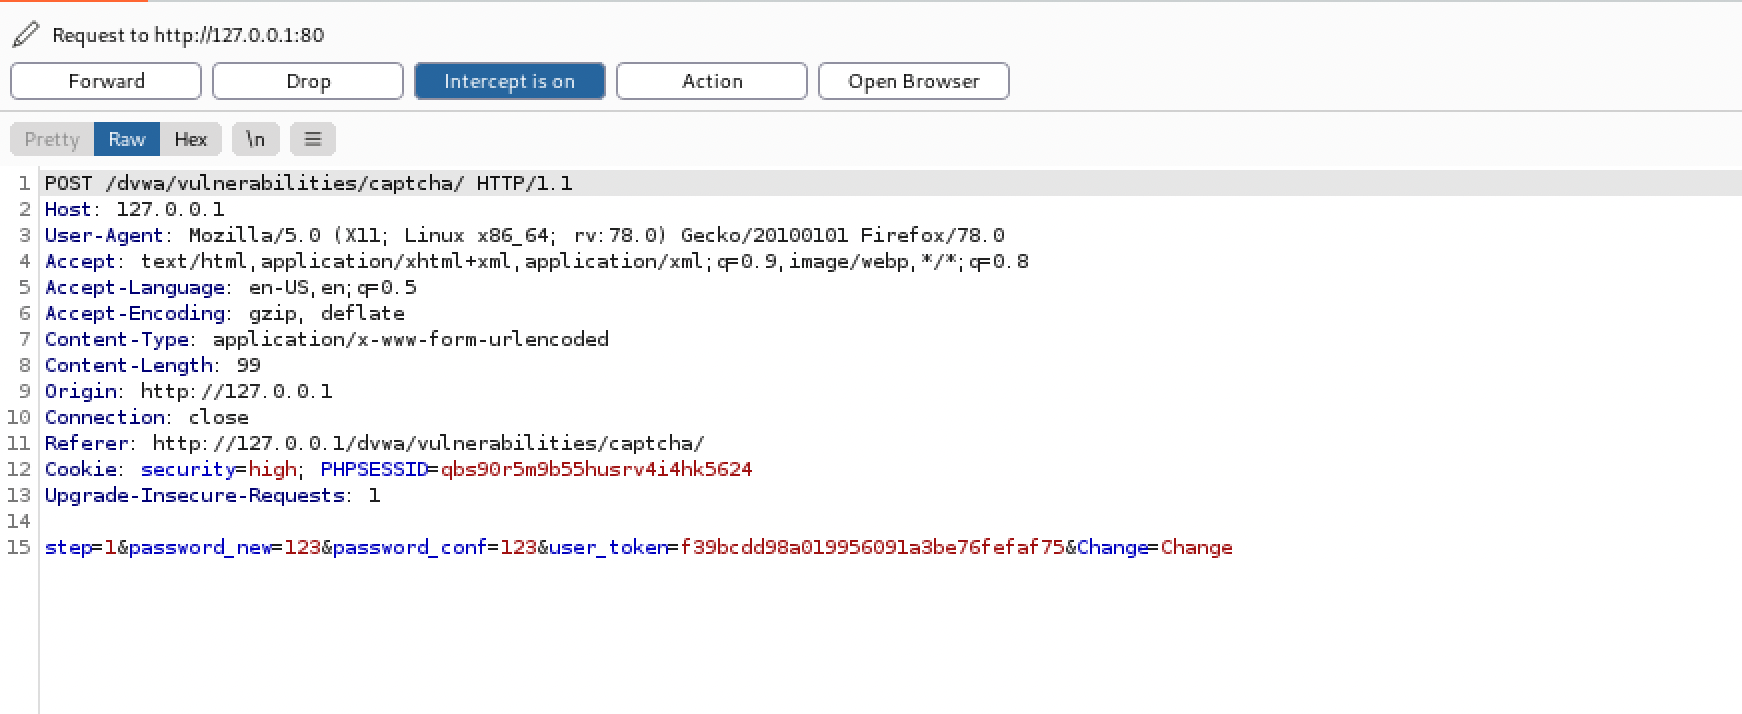 Request to http://127.0.0.1:80
Forward Drop Intercept is on Action Open Browser
Pretty Raw Hex \n ≡
1 POST /dvwa/vulnerabilities/captcha/ HTTP/1.1
2 Host: 127.0.0.1
3 User-Agent: Mozilla/5.0 (X11; Linux x86_64; rv:78.0) Gecko/20100101 Firefox/78.0
4 Accept: text/html,application/xhtml+xml,application/xml;q=0.9,image/webp,*/*;q=0.8
5 Accept-Language: en-US,en;q=0.5
6 Accept-Encoding: gzip, deflate
7 Content-Type: application/x-www-form-urlencoded
8 Content-Length: 99
9 Origin: http://127.0.0.1
10 Connection: close
11 Referer: http://127.0.0.1/dvwa/vulnerabilities/captcha/
12 Cookie: security=high; PHPSESSID=qbs90r5m9b55husrv4i4hk5624
13 Upgrade-Insecure-Requests: 1
14
15 step=1&password_new=123&password_conf=123&user_token=f39bcdd98a019956091a3be76fefaf75&Change=Change